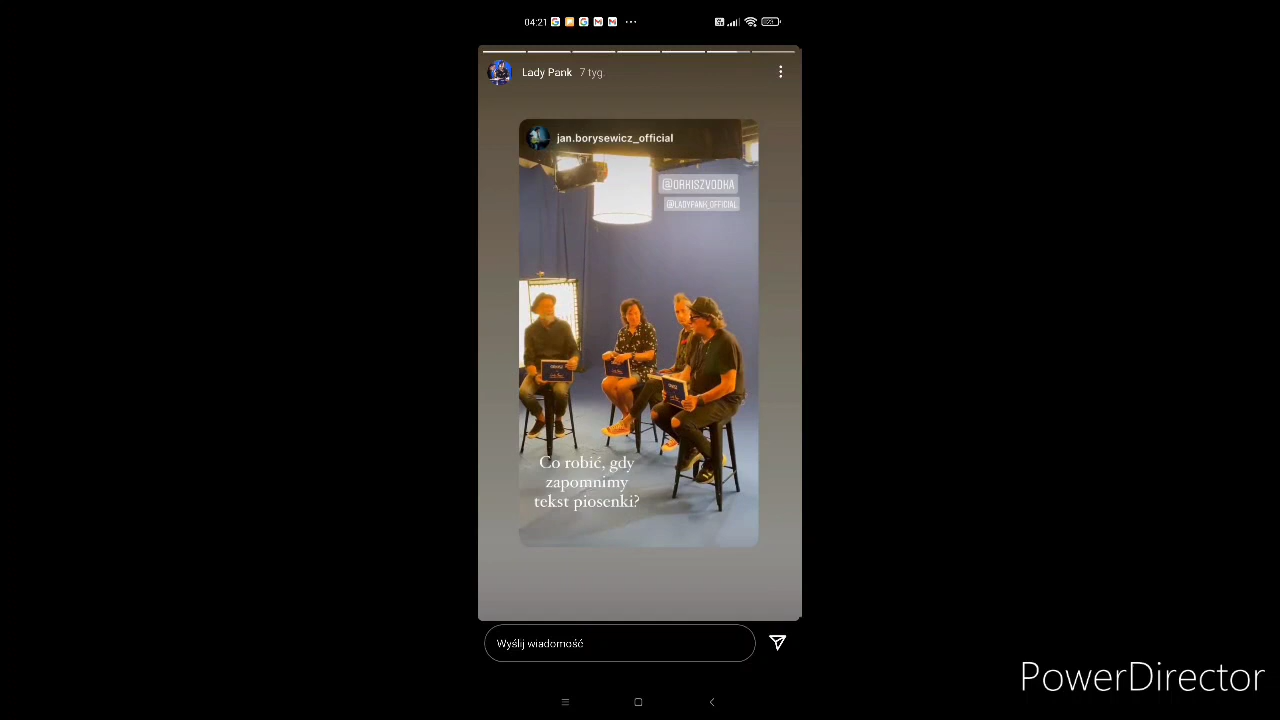 04:21
Lady Pank 7 tyg.
jan.borysewicz_official
@ORKISZVODKA
@LADYPANK_OFFICIAL
Co robić, gdy
zapomnimy
tekst piosenki?
Wyślij wiadomość
PowerDirector